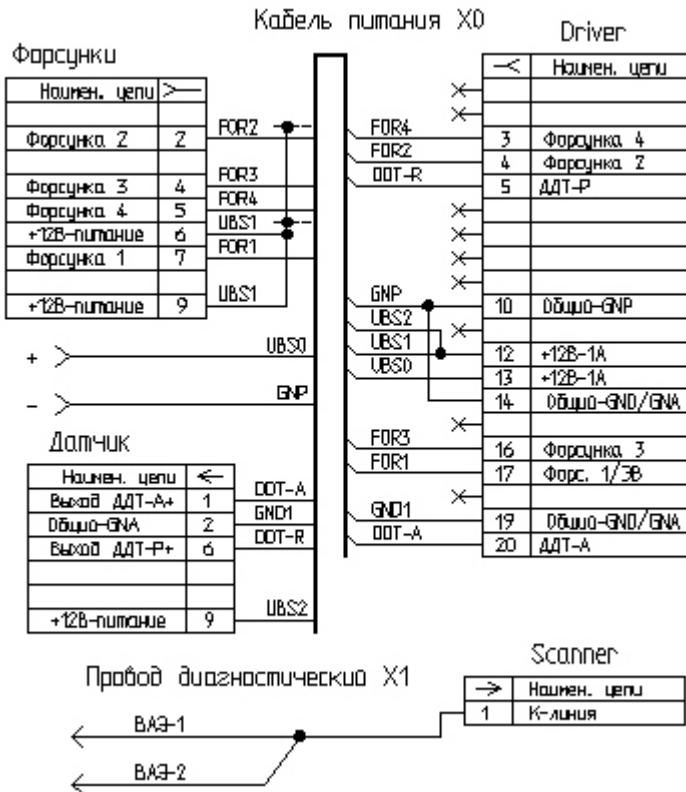 Кабель питания X0
Форсунки
Наимен. цепи
Форсунка 2 2
Форсунка 3 4
Форсунка 4 5
+12В-питание 6
Форсунка 1 7
+12В-питание 9
FOR2
FOR3
FOR4
UBS1
FOR1
UBS1
+ UBS0
- GNP
Датчик
Наимен. цепи
Выход ДДТ-А+ 1
Общий-GNA 2
Выход ДДТ-Р+ 6
+12В-питание 9
DDT-A
GND1
DDT-R
UBS2
Driver
Наимен. цепи
3 Форсунка 4
4 Форсунка 2
5 ДДТ-Р
10 Общий-GNP
12 +12В-1А
13 +12В-1А
14 Общий-GND/GNA
16 Форсунка 3
17 Форс. 1/ЭВ
19 Общий-GND/GNA
20 ДДТ-А
FOR4
FOR2
DDT-R
GNP
UBS2
UBS1
UBS0
FOR3
FOR1
GND1
DDT-A
Провод диагностический X1
ВАЭ-1
ВАЭ-2
Scanner
Наимен. цепи
1 К-линия